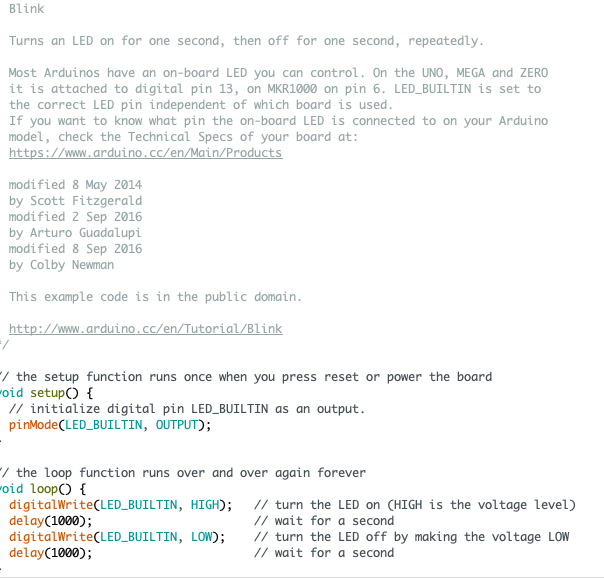 Blink
Turns an LED on for one second, then off for one second, repeatedly.
Most Arduinos have an on-board LED you can control. On the UNO, MEGA and ZERO
it is attached to digital pin 13, on MKR1000 on pin 6. LED_BUILTIN is set to
the correct LED pin independent of which board is used.
If you want to know what pin the on-board LED is connected to on your Arduino
model, check the Technical Specs of your board at:
https://www.arduino.cc/en/Main/Products
modified 8 May 2014
by Scott Fitzgerald
modified 2 Sep 2016
by Arturo Guadalupi
modified 8 Sep 2016
by Colby Newman
This example code is in the public domain.
http://www.arduino.cc/en/Tutorial/Blink
*/
// the setup function runs once when you press reset or power the board
void setup() {
// initialize digital pin LED_BUILTIN as an output.
pinMode(LED_BUILTIN, OUTPUT);
}
// the loop function runs over and over again forever
void loop() {
digitalWrite(LED_BUILTIN, HIGH); // turn the LED on (HIGH is the voltage level)
delay(1000); // wait for a second
digitalWrite(LED_BUILTIN, LOW); // turn the LED off by making the voltage LOW
delay(1000); // wait for a second
}